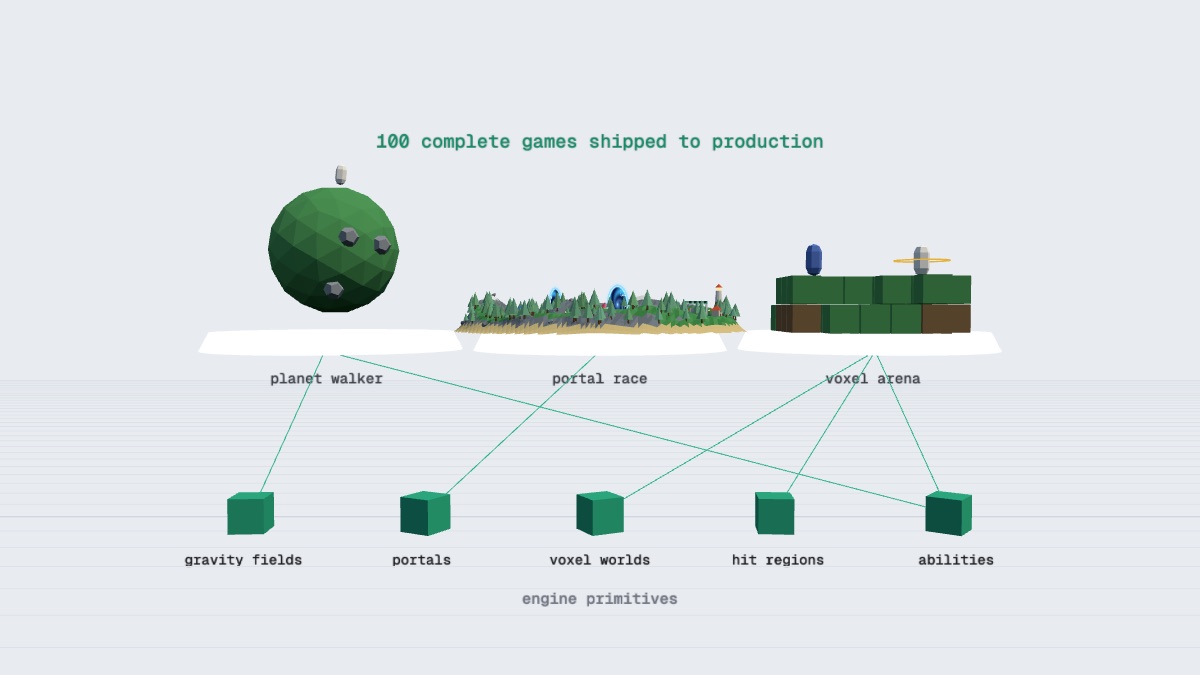 100 complete games shipped to production
planet walker
portal race
voxel arena
gravity fields
portals
voxel worlds
hit regions
abilities
engine primitives